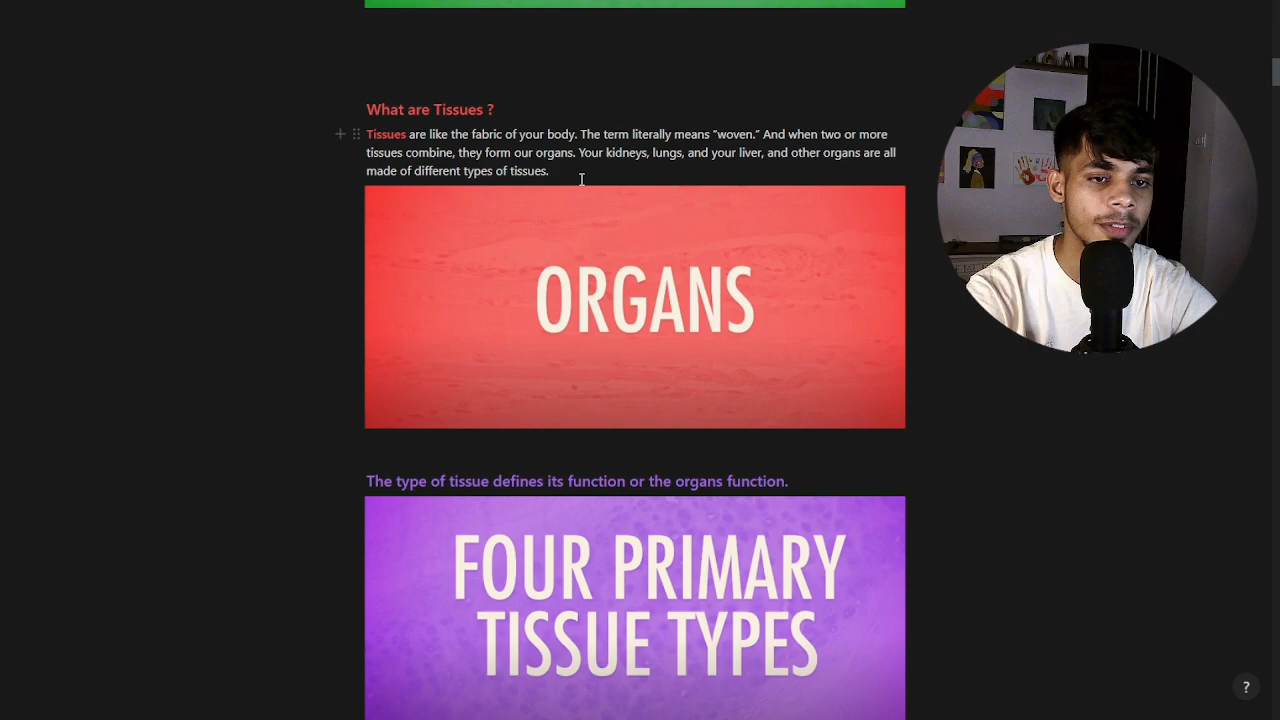 What are Tissues ?
Tissues are like the fabric of your body. The term literally means “woven.” And when two or more
tissues combine, they form our organs. Your kidneys, lungs, and your liver, and other organs are all
made of different types of tissues.
ORGANS
The type of tissue defines its function or the organs function.
FOUR PRIMARY
TISSUE TYPES
?